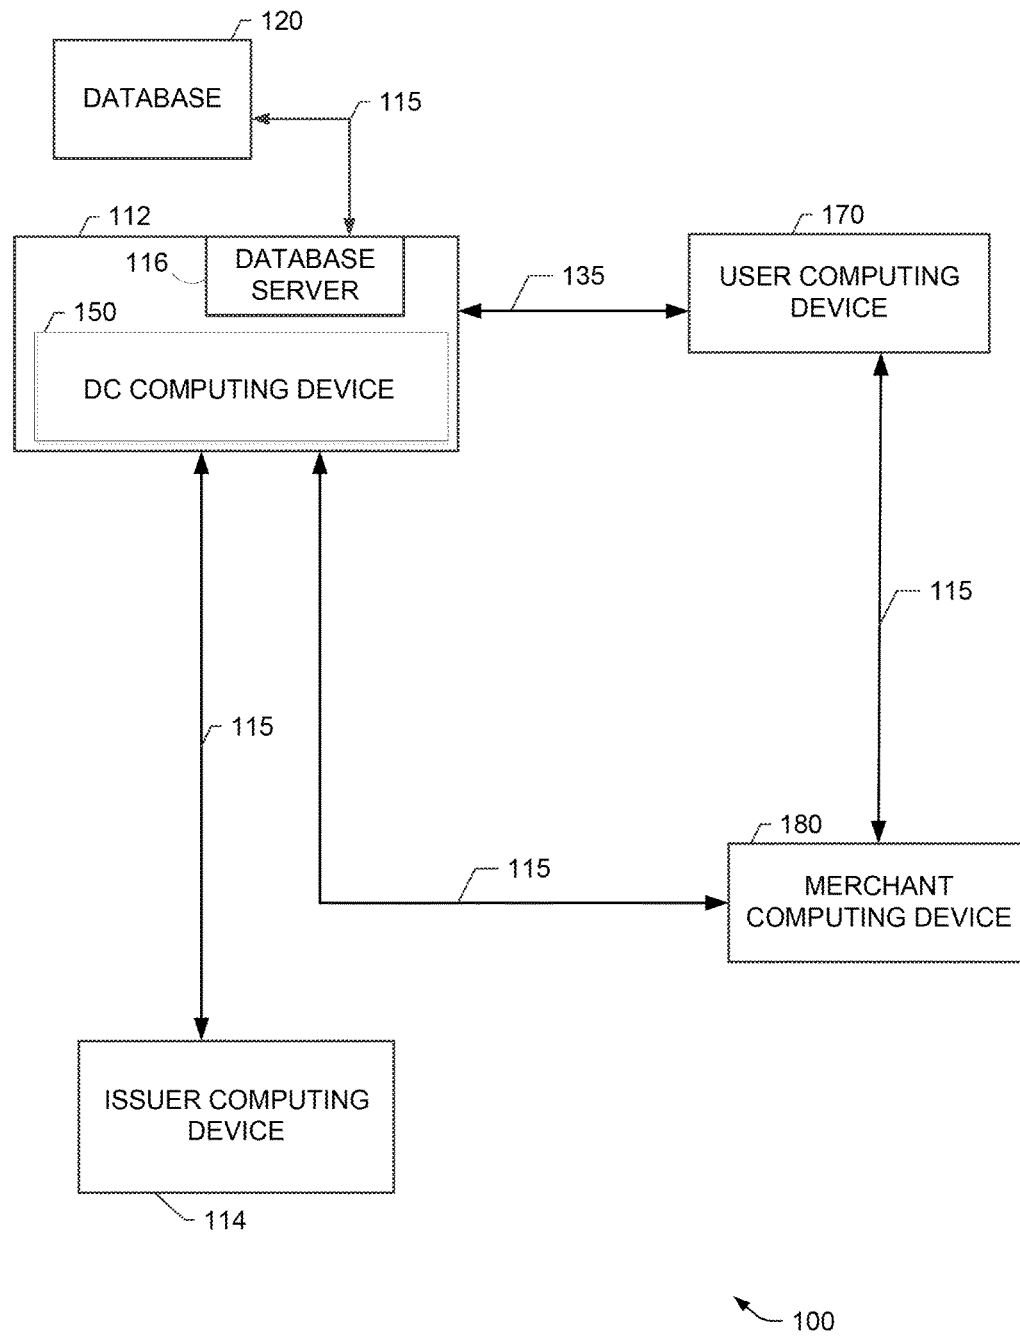 120
DATABASE
115
112
170
116
DATABASE
SERVER
135
USER COMPUTING
DEVICE
150
DC COMPUTING DEVICE
115
115
180
115
MERCHANT
COMPUTING DEVICE
ISSUER COMPUTING
DEVICE
114
100